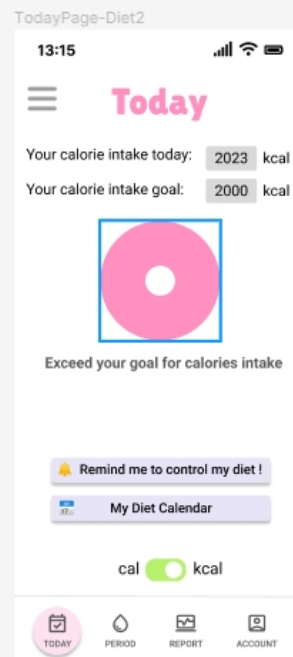 TodayPage-Diet2
13:15
Today
Your calorie intake today: 2023 kcal
Your calorie intake goal: 2000 kcal
Exceed your goal for calories intake
Remind me to control my diet !
My Diet Calendar
cal kcal
TODAY PERIOD REPORT ACCOUNT